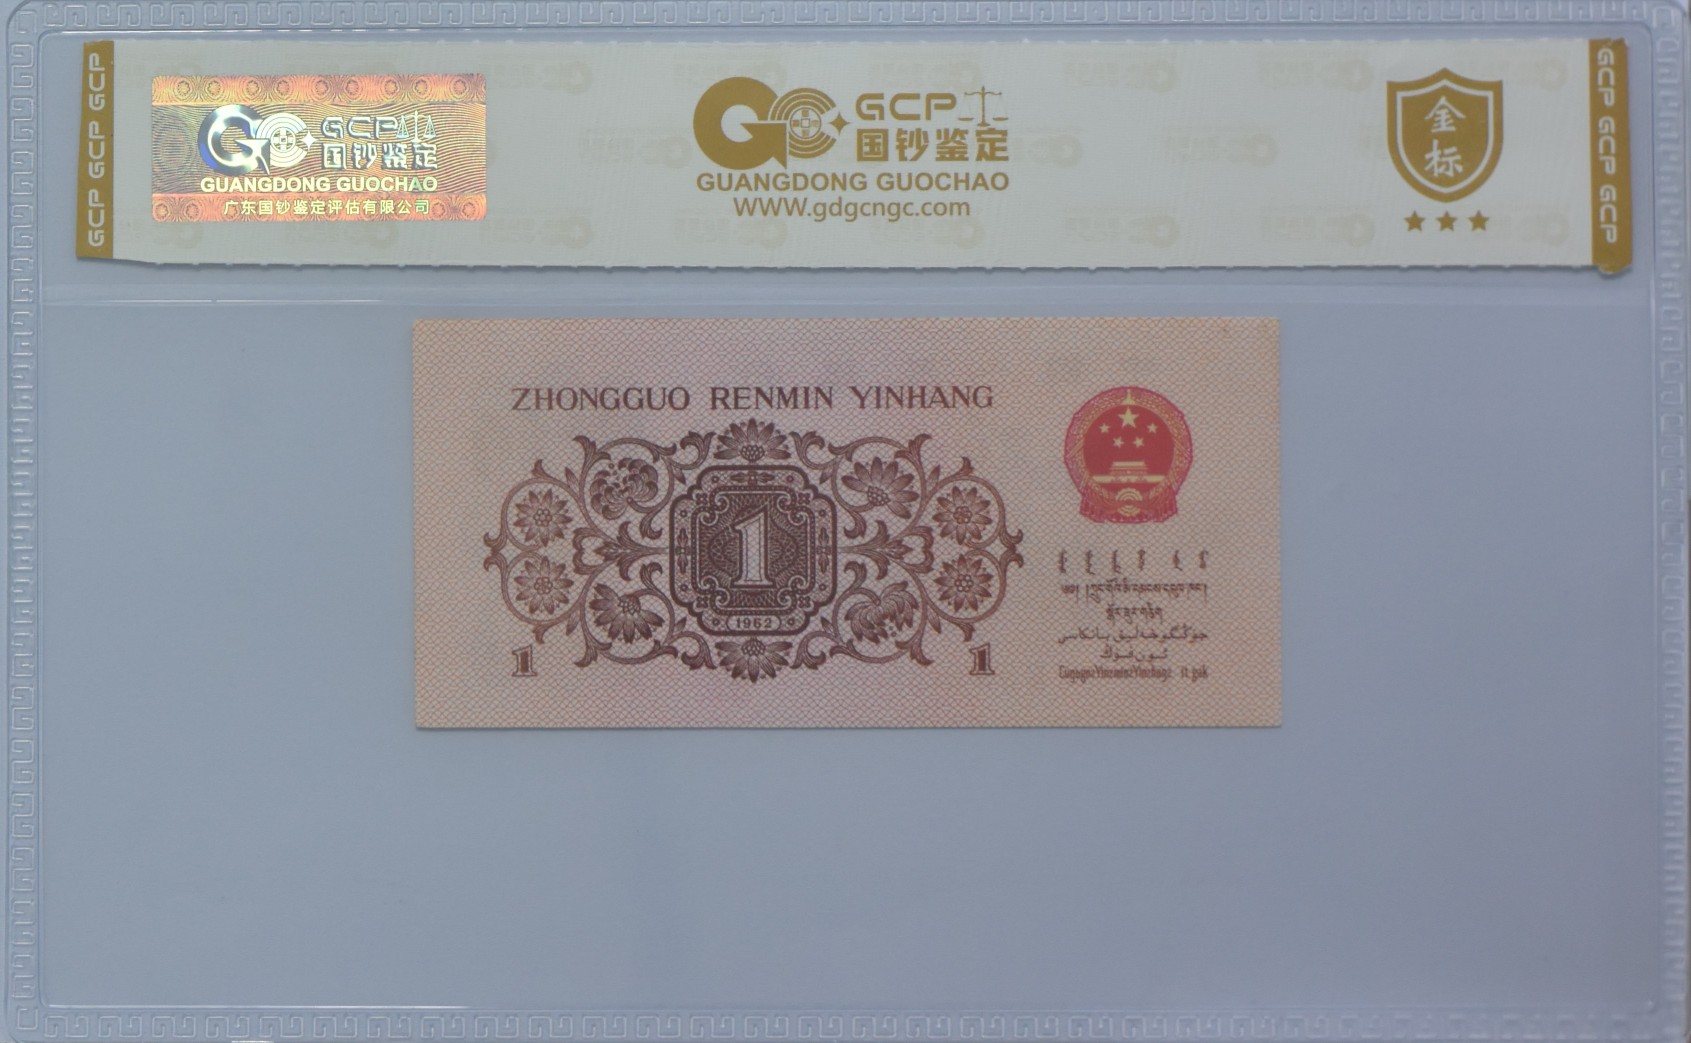 GCP GCP GCP
GCP
国钞鉴定
GUANGDONG GUOCHAO
广东国钞鉴定评估有限公司
GCP
国钞鉴定
GUANGDONG GUOCHAO
WWW.gdgcngc.com
金标
GCP GCP GCP
ZHONGGUO RENMIN YINHANG
1
1962
1
1